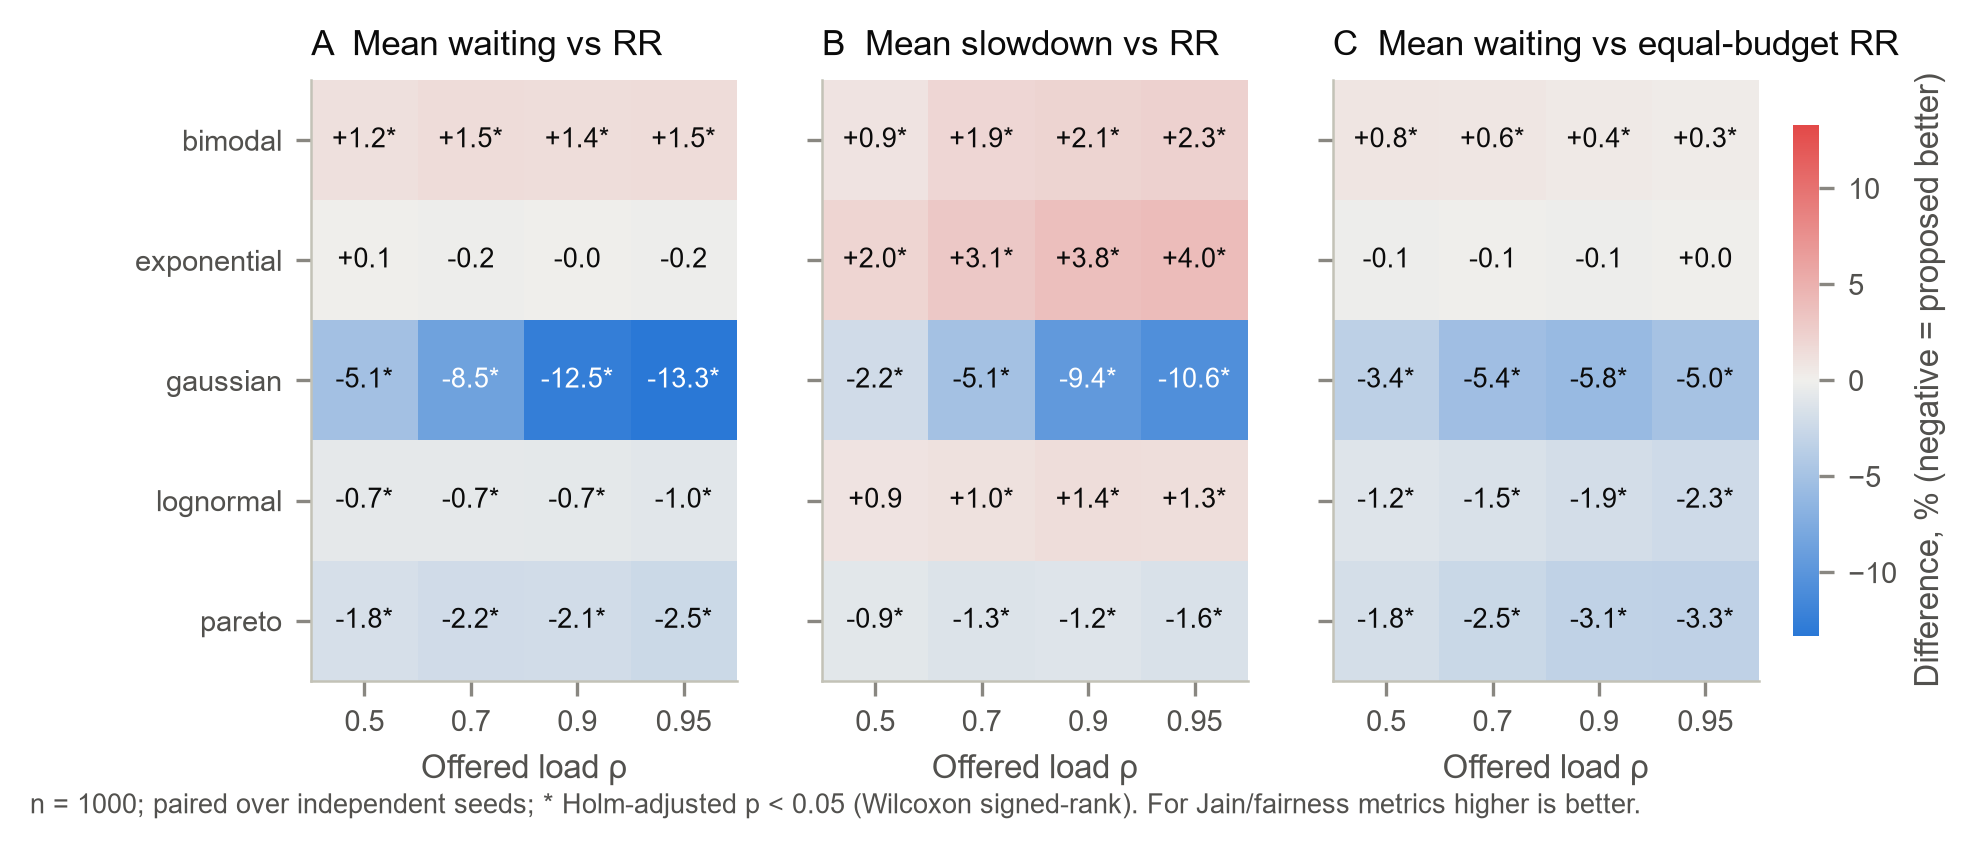 A Mean waiting vs RR
B Mean slowdown vs RR
C Mean waiting vs equal-budget RR
bimodal +1.2* +1.5* +1.4* +1.5* +0.9* +1.9* +2.1* +2.3* +0.8* +0.6* +0.4* +0.3*
exponential +0.1 -0.2 -0.0 -0.2 +2.0* +3.1* +3.8* +4.0* -0.1 -0.1 -0.1 +0.0
gaussian -5.1* -8.5* -12.5* -13.3* -2.2* -5.1* -9.4* -10.6* -3.4* -5.4* -5.8* -5.0*
lognormal -0.7* -0.7* -0.7* -1.0* +0.9 +1.0* +1.4* +1.3* -1.2* -1.5* -1.9* -2.3*
pareto -1.8* -2.2* -2.1* -2.5* -0.9* -1.3* -1.2* -1.6* -1.8* -2.5* -3.1* -3.3*
0.5 0.7 0.9 0.95 0.5 0.7 0.9 0.95 0.5 0.7 0.9 0.95
Offered load ρ Offered load ρ Offered load ρ
10
5
0
−5
−10
Difference, % (negative = proposed better)
n = 1000; paired over independent seeds; * Holm-adjusted p < 0.05 (Wilcoxon signed-rank). For Jain/fairness metrics higher is better.